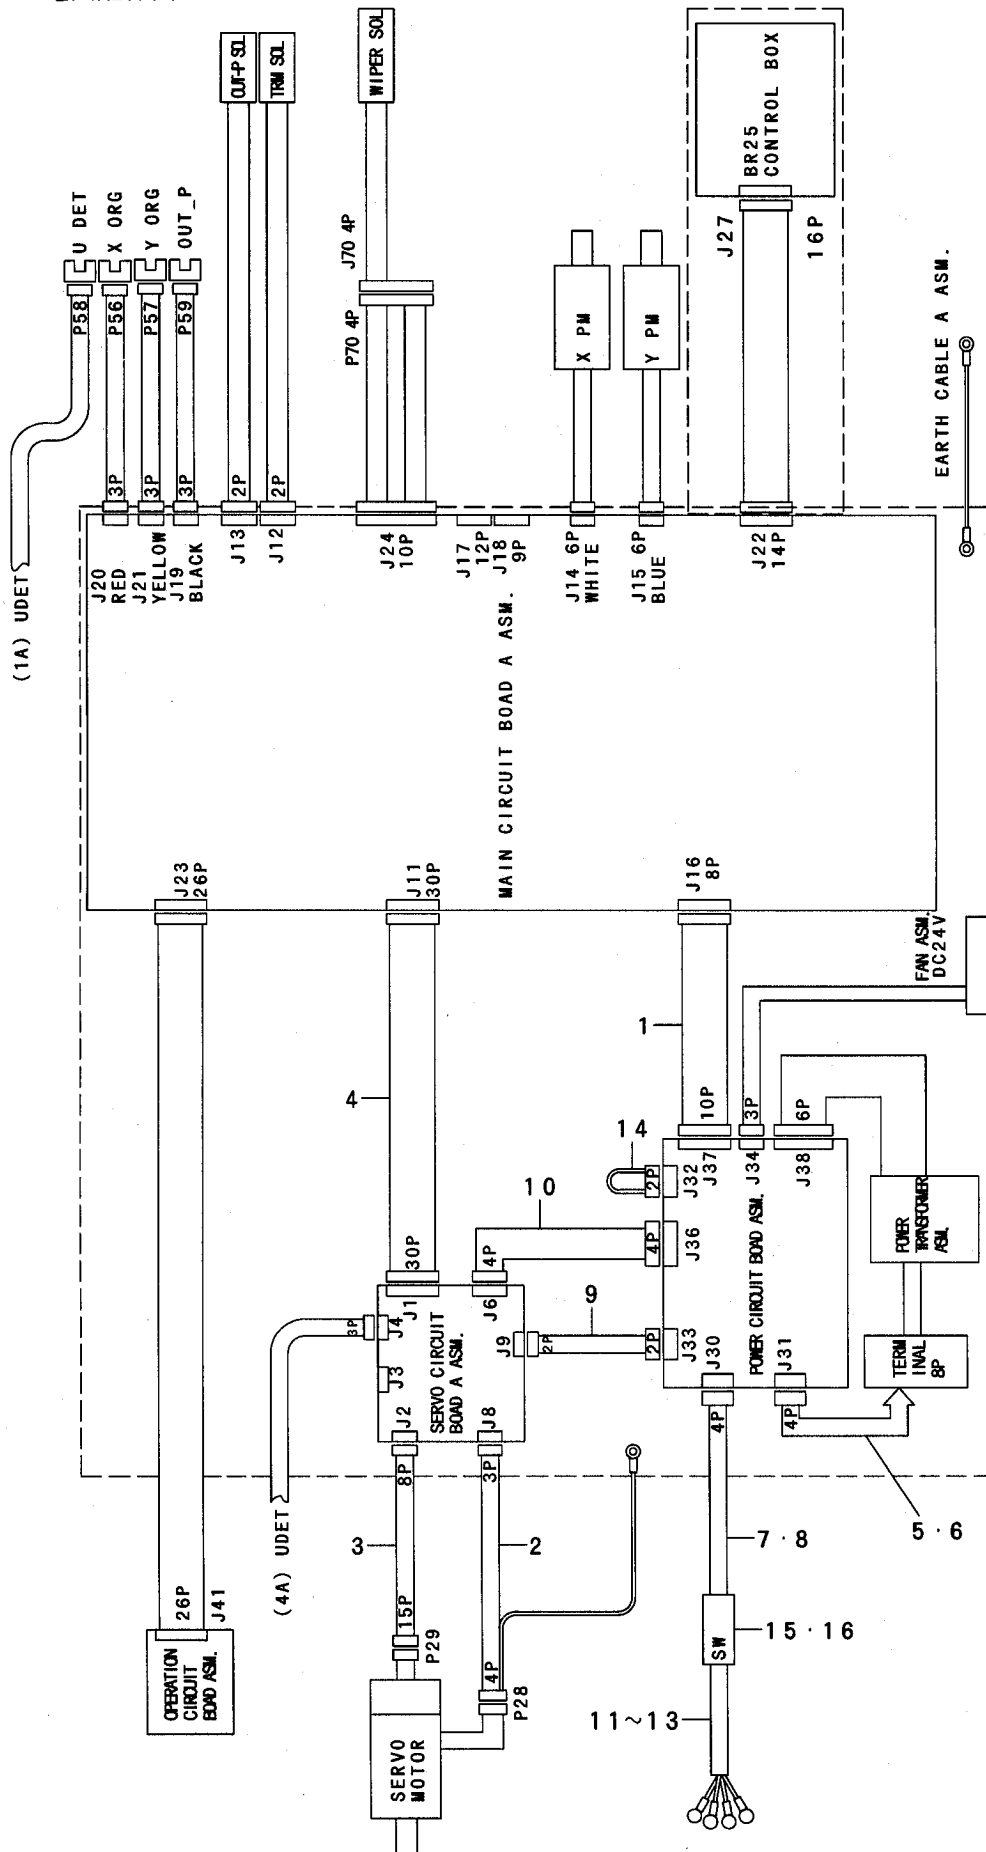 OUT-P SOL
TRM SOL
WIPER SOL
BR25
CONTROL BOX
J27
16P
U DET
X ORG
Y ORG
OUT_P
P58
P56
P57
P59
J70 4P
P70 4P
X PM
Y PM
EARTH CABLE A ASM.
(1A) UDET
3P
3P
3P
2P
2P
J20
RED
J21
YELLOW
J19
BLACK
J13
J12
J24
10P
J17
12P
J18
9P
J14 6P
WHITE
J15 6P
BLUE
J22
14P
MAIN CIRCUIT BOAD A ASM.
J23
26P
J11
30P
J16
8P
FAN ASM.
DC24V
1
4
10P
3P
6P
14
2P
J32
J37
J34
J38
10
4P
J36
POWER CIRCUIT BOAD ASM.
POWER
TRANSFORMER
ASM.
30P
4P
J1
J6
3P
J4
J3
J9
2P
9
2P
J33
J30
J31
TERM
INAL
8P
J2
SERVO CIRCUIT
BOAD A ASM.
J8
8P
3P
4P
4P
(4A) UDET
3
2
7·8
5·6
26P
J41
OPERATION
CIRCUIT
BOAD ASM.
15P
P29
4P
P28
SW
15·16
11~13
SERVO
MOTOR